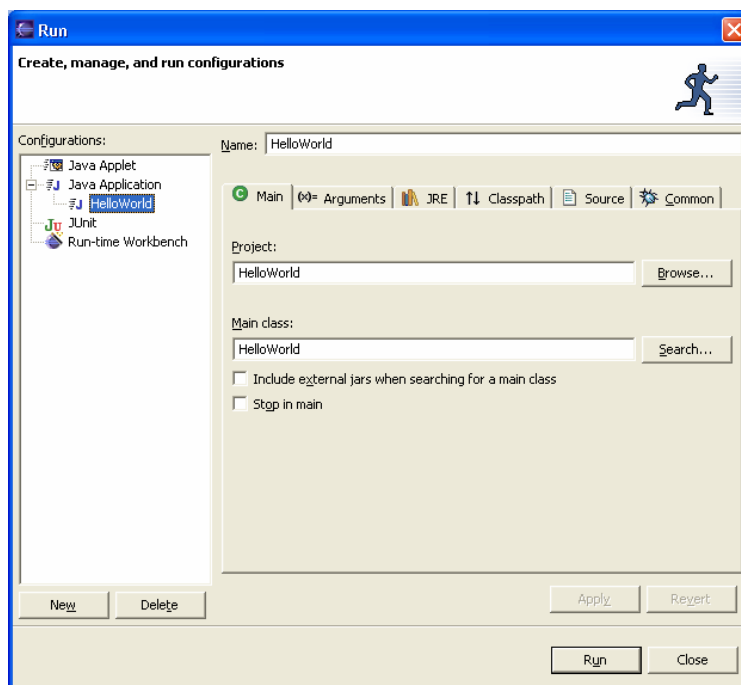 Run
Create, manage, and run configurations
Configurations:
Java Applet
Java Application
HelloWorld
JUnit
Run-time Workbench
New
Delete
Name: HelloWorld
Main (x)= Arguments JRE Classpath Source Common
Project:
HelloWorld
Browse...
Main class:
HelloWorld
Search...
Include external jars when searching for a main class
Stop in main
Apply
Revert
Run
Close